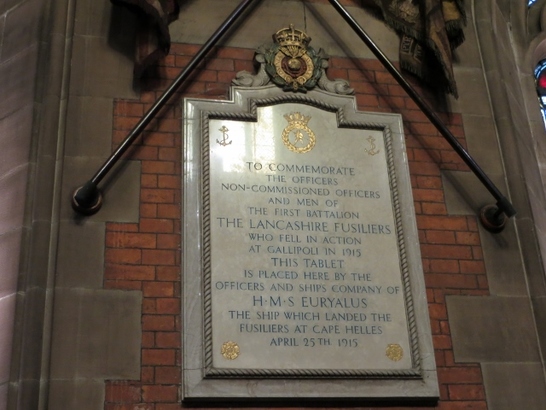 TO COMMEMORATE
THE OFFICERS
NON-COMMISSIONED OFFICERS
AND MEN OF
THE FIRST BATTALION
THE LANCASHIRE FUSILIERS
WHO FELL IN ACTION
AT GALLIPOLI IN 1915
THIS TABLET
IS PLACED HERE BY THE
OFFICERS AND SHIPS COMPANY OF
H·M·S EURYALUS
THE SHIP WHICH LANDED THE
FUSILIERS AT CAPE HELLES
APRIL 25TH 1915